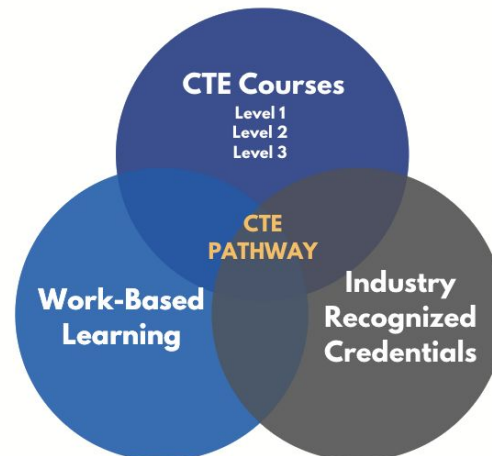 CTE Courses
Level 1
Level 2
Level 3
CTE
PATHWAY
Work-Based
Learning
Industry
Recognized
Credentials